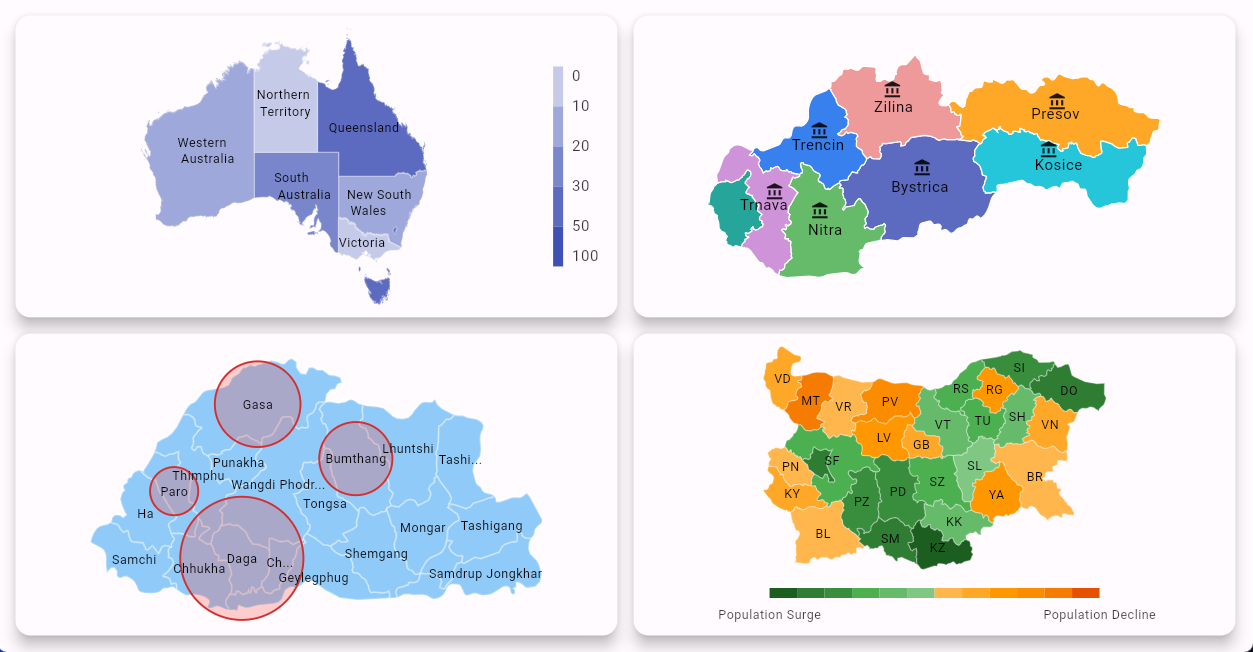 Northern
Territory
Western
Australia
Queensland
South
Australia
New South
Wales
Victoria
0
10
20
30
50
100
Zilina
Presov
Trencin
Kosice
Bystrica
Trnava
Nitra
Gasa
Lhuntshi
Bumthang
Tashi...
Punakha
Thimphu
Wangdi Phodr...
Paro
Tongsa
Ha
Mongar
Tashigang
Shemgang
Samchi
Daga
Ch...
Chhukha
Geylegphug
Samdrup Jongkhar
SI
VD
RS
RG
DO
MT
VR
PV
SH
VT
TU
VN
LV
GB
SF
PN
SL
BR
SZ
KY
PD
YA
PZ
KK
BL
SM
KZ
Population Surge
Population Decline